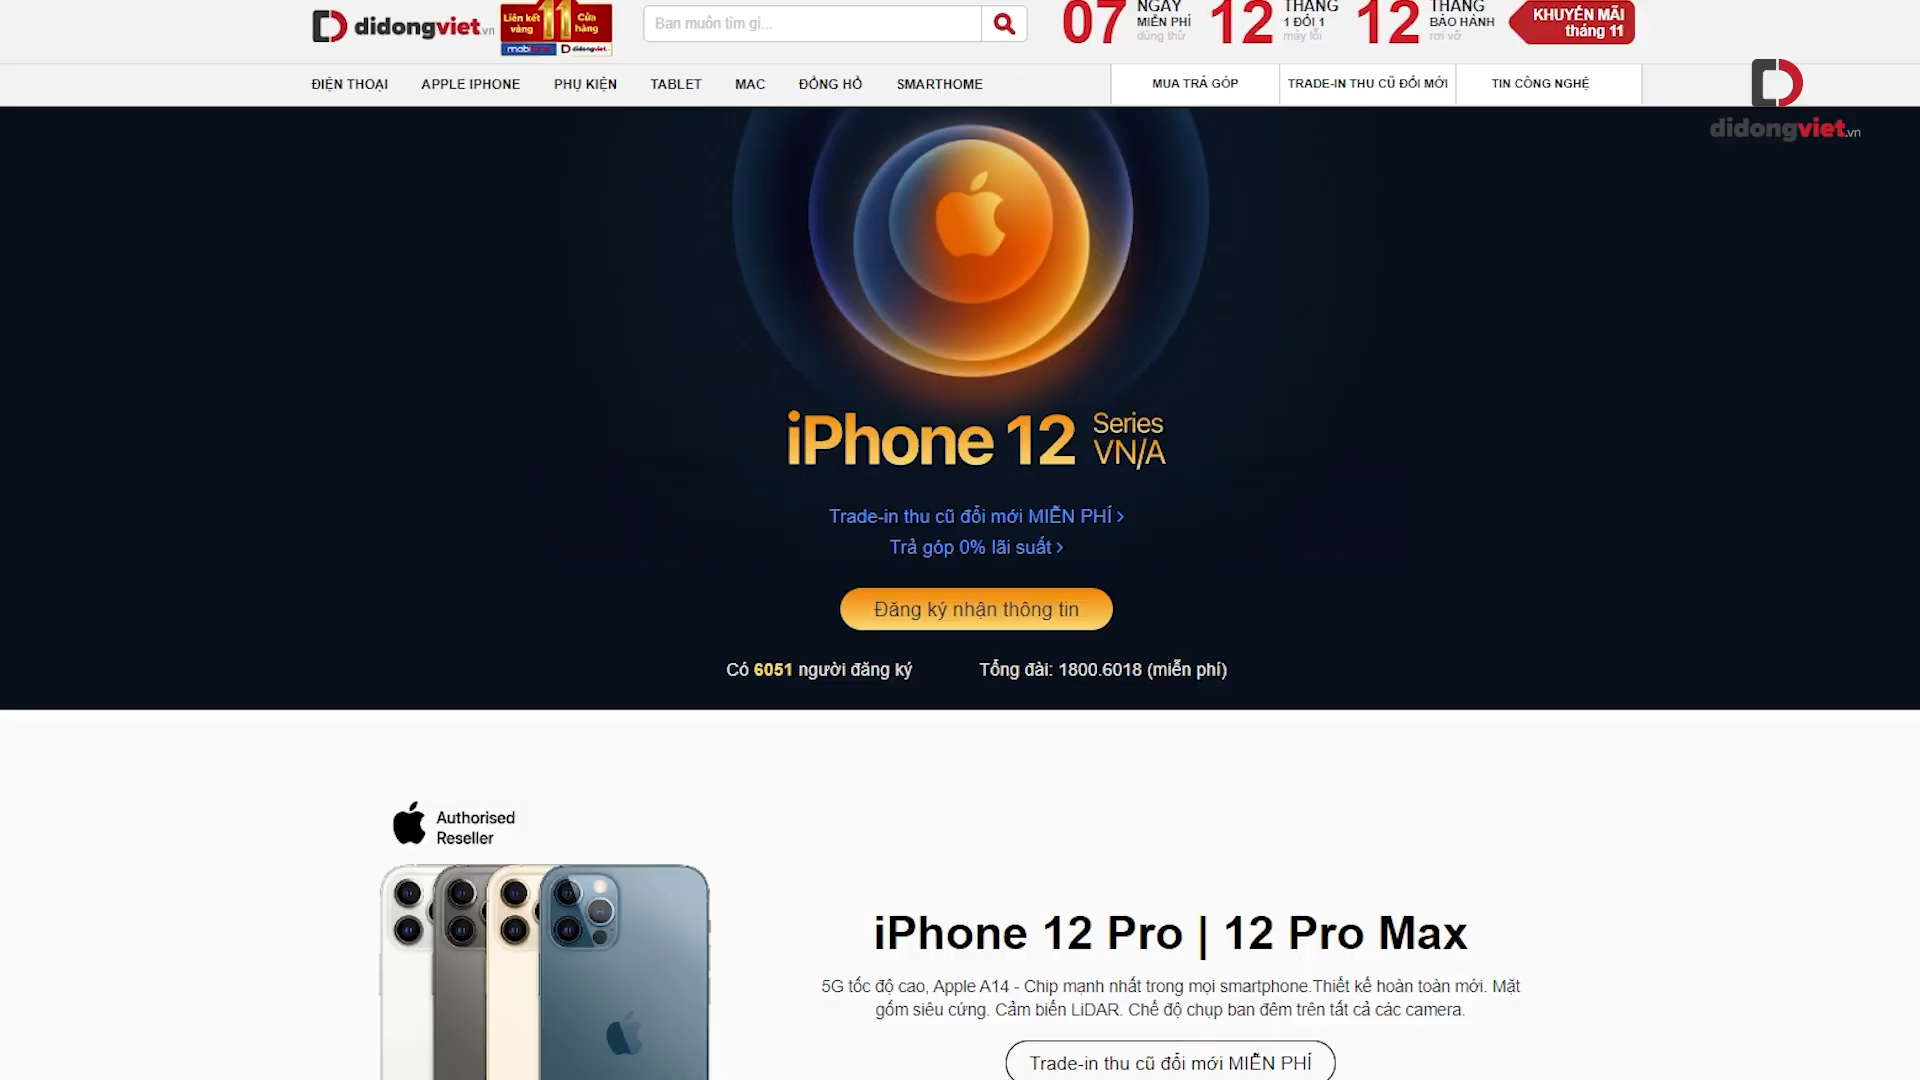 didongviet.vn
Liên kết vàng
11
Cửa hàng
didongviet
Bạn muốn tìm gì...
07 NGÀY MIỄN PHÍ dùng thử
12 THÁNG 1 ĐỔI 1 máy lỗi
12 THÁNG BẢO HÀNH rơi vỡ
KHUYẾN MÃI
tháng 11
ĐIỆN THOẠI APPLE IPHONE PHỤ KIỆN TABLET MAC ĐỒNG HỒ SMARTHOME MUA TRẢ GÓP TRADE-IN THU CŨ ĐỔI MỚI TIN CÔNG NGHỆ
didongviet.vn
iPhone 12 Series VN/A
Trade-in thu cũ đổi mới MIỄN PHÍ ›
Trả góp 0% lãi suất ›
Đăng ký nhận thông tin
Có 6051 người đăng ký Tổng đài: 1800.6018 (miễn phí)
Authorised
Reseller
iPhone 12 Pro | 12 Pro Max
5G tốc độ cao, Apple A14 - Chip mạnh nhất trong mọi smartphone.Thiết kế hoàn toàn mới. Mặt
gốm siêu cứng. Cảm biến LiDAR. Chế độ chụp ban đêm trên tất cả các camera.
Trade-in thu cũ đổi mới MIỄN PHÍ